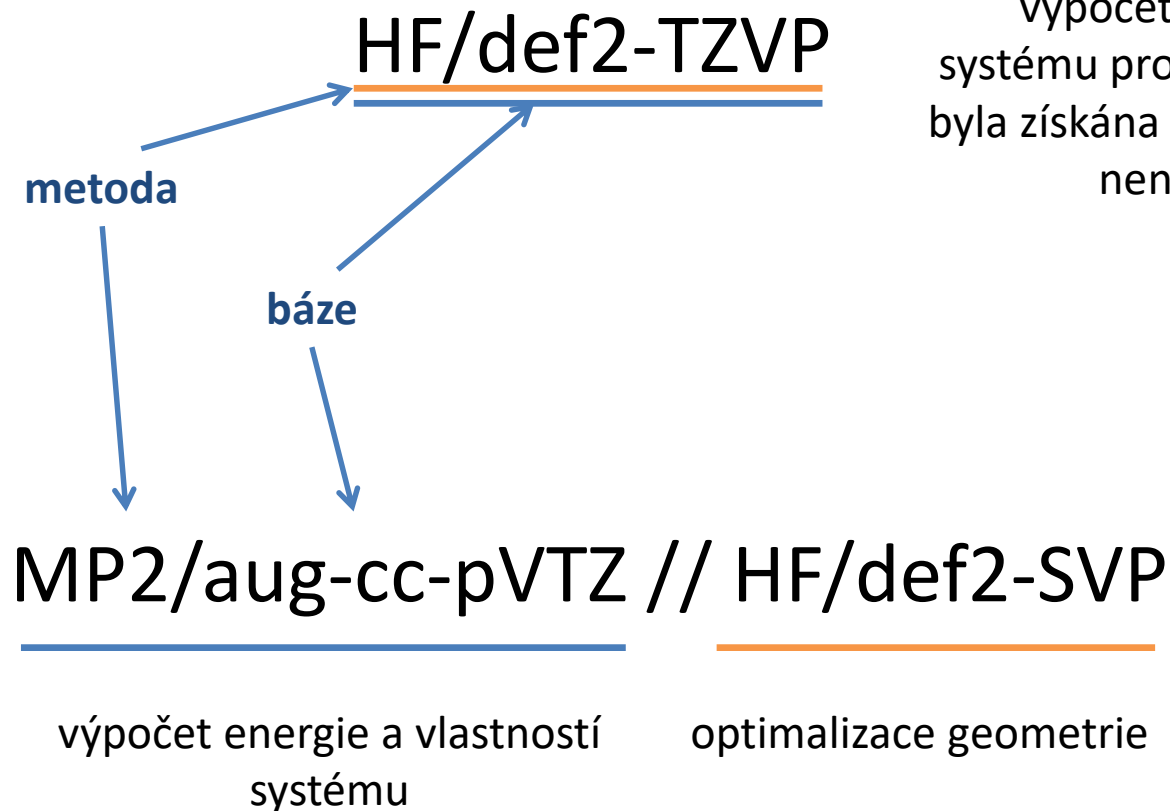 HF/def2-TZVP
výpočet
systému pro
byla získána
nen
metoda
báze
MP2/aug-cc-pVTZ // HF/def2-SVP
výpočet energie a vlastností
systému
optimalizace geometrie